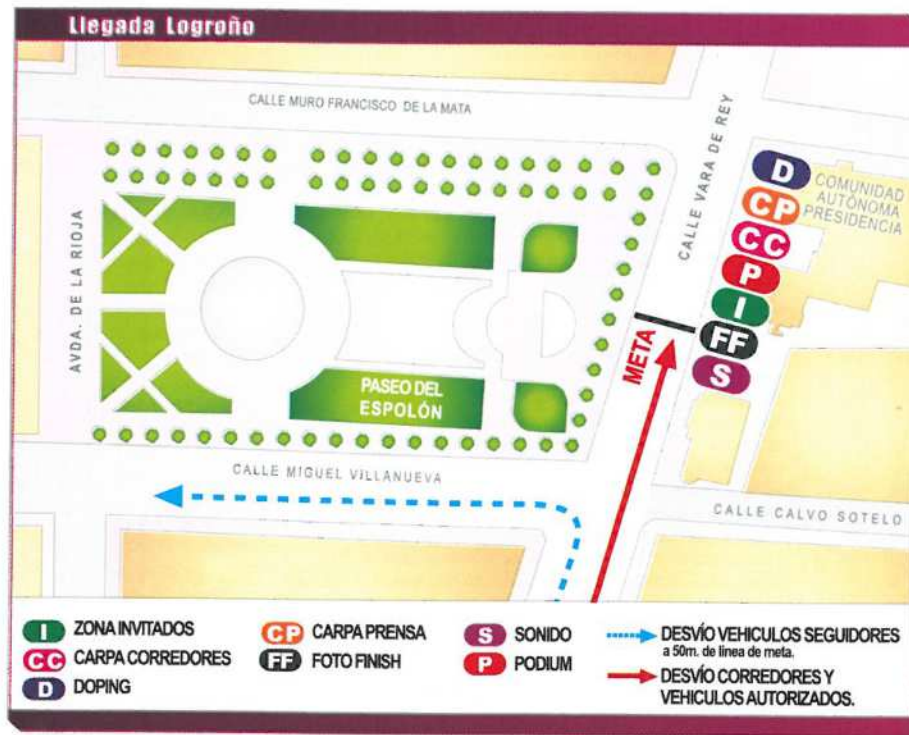 Llegada Logroño
CALLE MURO FRANCISCO DE LA MATA
CALLE VARA DE REY
AVDA. DE LA RIOJA
D
COMUNIDAD
AUTÓNOMA
PRESIDENCIA
CP
CC
P
I
FF
S
META
PASEO DEL
ESPOLÓN
CALLE MIGUEL VILLANUEVA
CALLE CALVO SOTELO
I ZONA INVITADOS
CC CARPA CORREDORES
D DOPING
CP CARPA PRENSA
FF FOTO FINISH
S SONIDO
P PODIUM
DESVÍO VEHICULOS SEGUIDORES
a 50m. de linea de meta.
DESVÍO CORREDORES Y
VEHICULOS AUTORIZADOS.